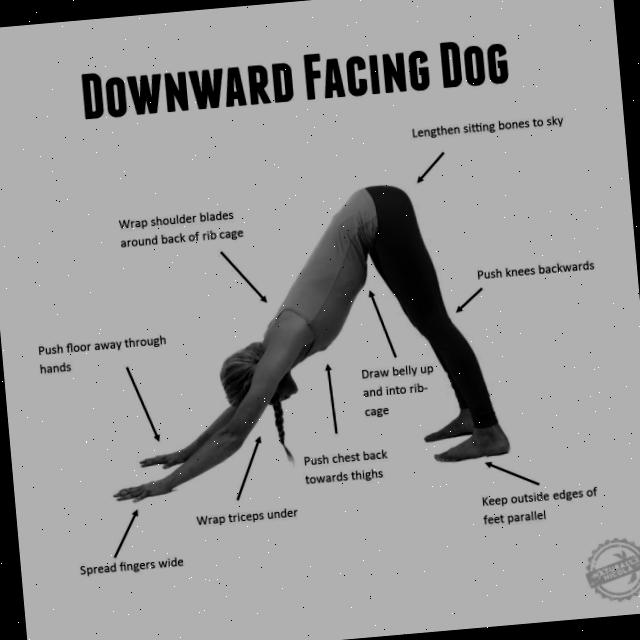 DOWNWARD FACING DOG
Lengthen sitting bones to sky
Wrap shoulder blades
around back of rib cage
Push knees backwards
Push floor away through
hands
Draw belly up
and into rib-
cage
Push chest back
towards thighs
Keep outside edges of
feet parallel
Wrap triceps under
Spread fingers wide